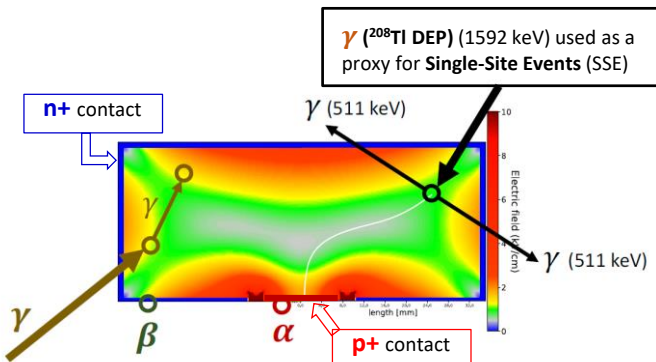 γ (²⁰⁸Tl DEP) (1592 keV) used as a
proxy for Single-Site Events (SSE)
n+ contact
γ (511 keV)
10
8
6
4
2
0
Electric field (kV/cm)
γ
γ
γ (511 keV)
β
α
length [mm]
p+ contact